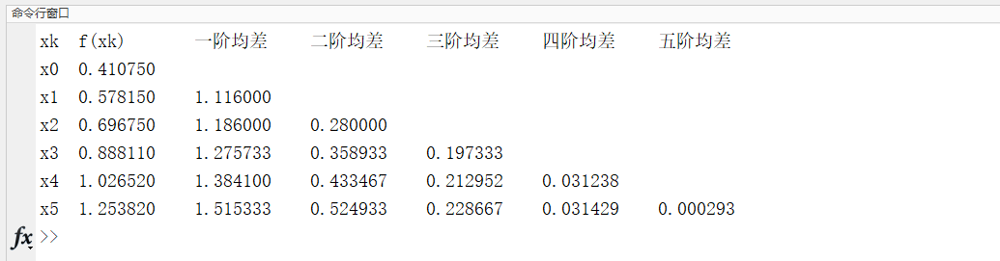 命令行窗口
xk f(xk) 一阶均差 二阶均差 三阶均差 四阶均差 五阶均差
x0 0.410750
x1 0.578150 1.116000
x2 0.696750 1.186000 0.280000
x3 0.888110 1.275733 0.358933 0.197333
x4 1.026520 1.384100 0.433467 0.212952 0.031238
x5 1.253820 1.515333 0.524933 0.228667 0.031429 0.000293
fx >>